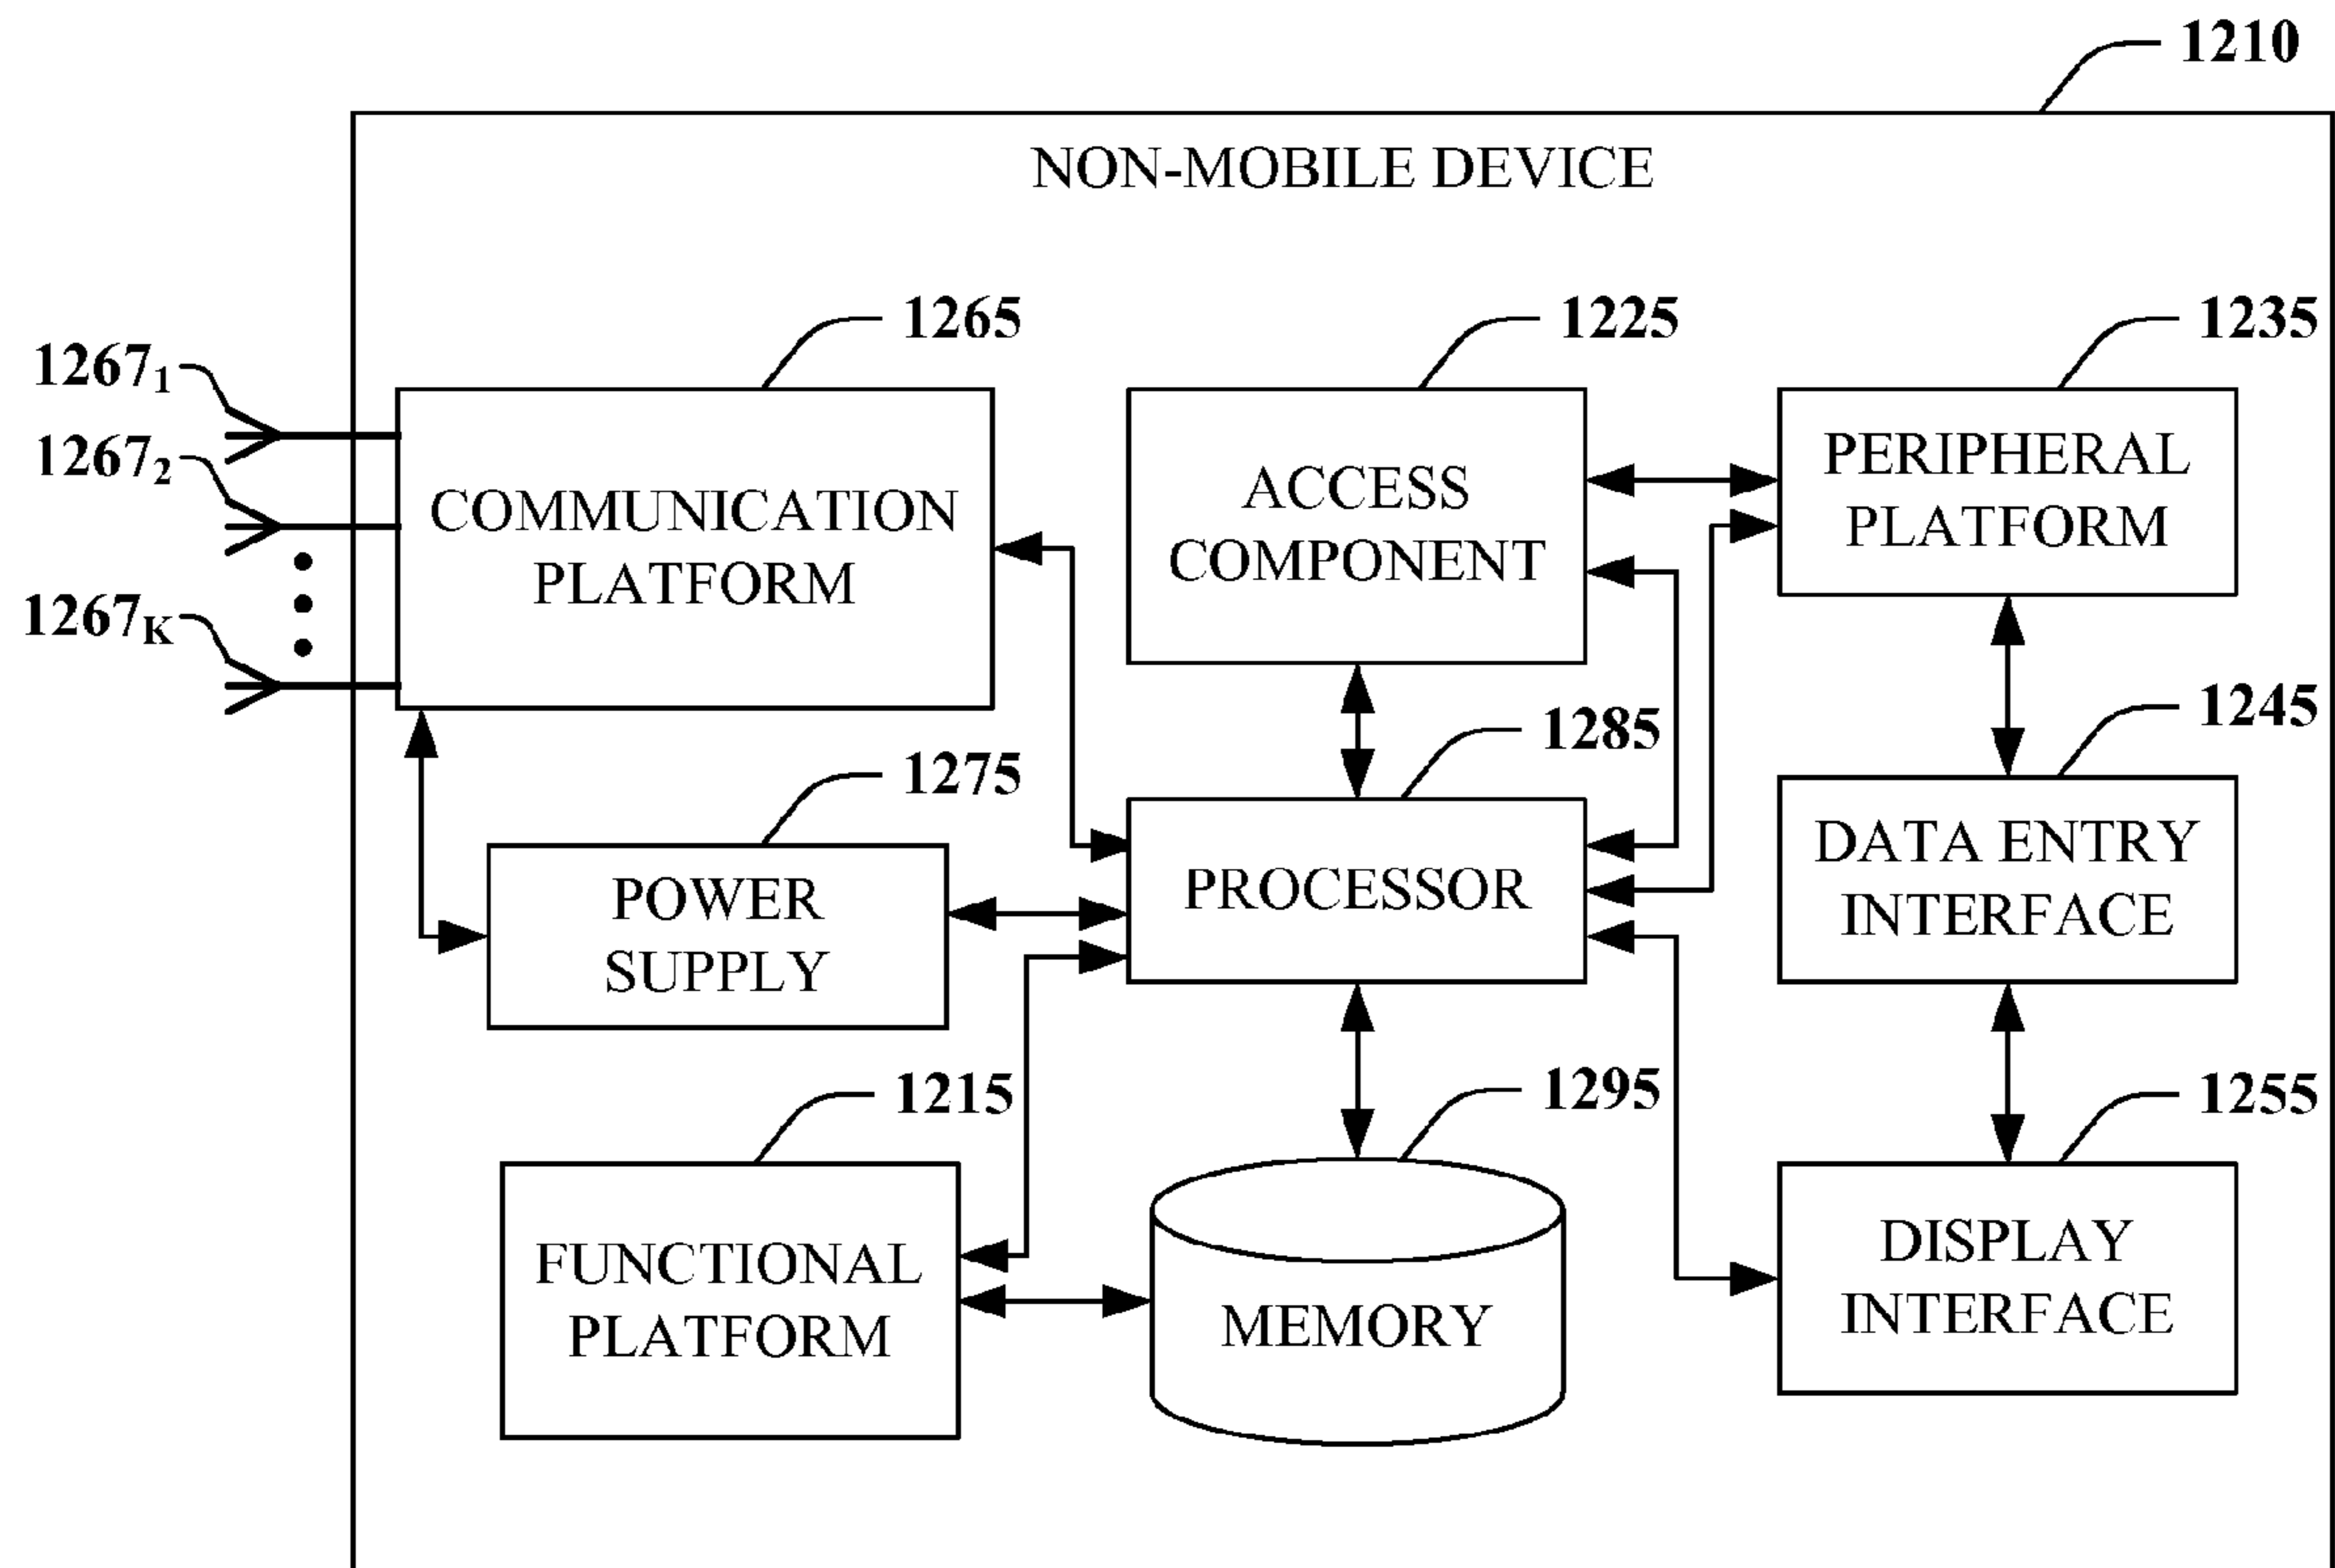 1210
NON-MOBILE DEVICE
1265
1225
1235
1267₁
1267₂
1267K
COMMUNICATION
PLATFORM
ACCESS
COMPONENT
PERIPHERAL
PLATFORM
1275
1285
1245
POWER
SUPPLY
PROCESSOR
DATA ENTRY
INTERFACE
1215
1295
1255
FUNCTIONAL
PLATFORM
MEMORY
DISPLAY
INTERFACE